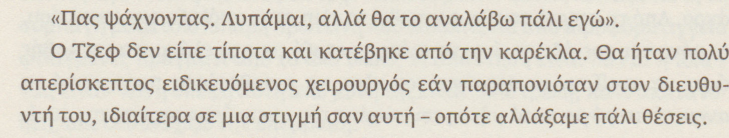 «Πας ψάχνοντας. Λυπάμαι, αλλά θα το αναλάβω πάλι εγώ».
Ο Τζεφ δεν είπε τίποτα και κατέβηκε από την καρέκλα. Θα ήταν πολύ
απερίσκεπτος ειδικευόμενος χειρουργός εάν παραπονιόταν στον διευθυ-
ντή του, ιδιαίτερα σε μια στιγμή σαν αυτή – οπότε αλλάξαμε πάλι θέσεις.